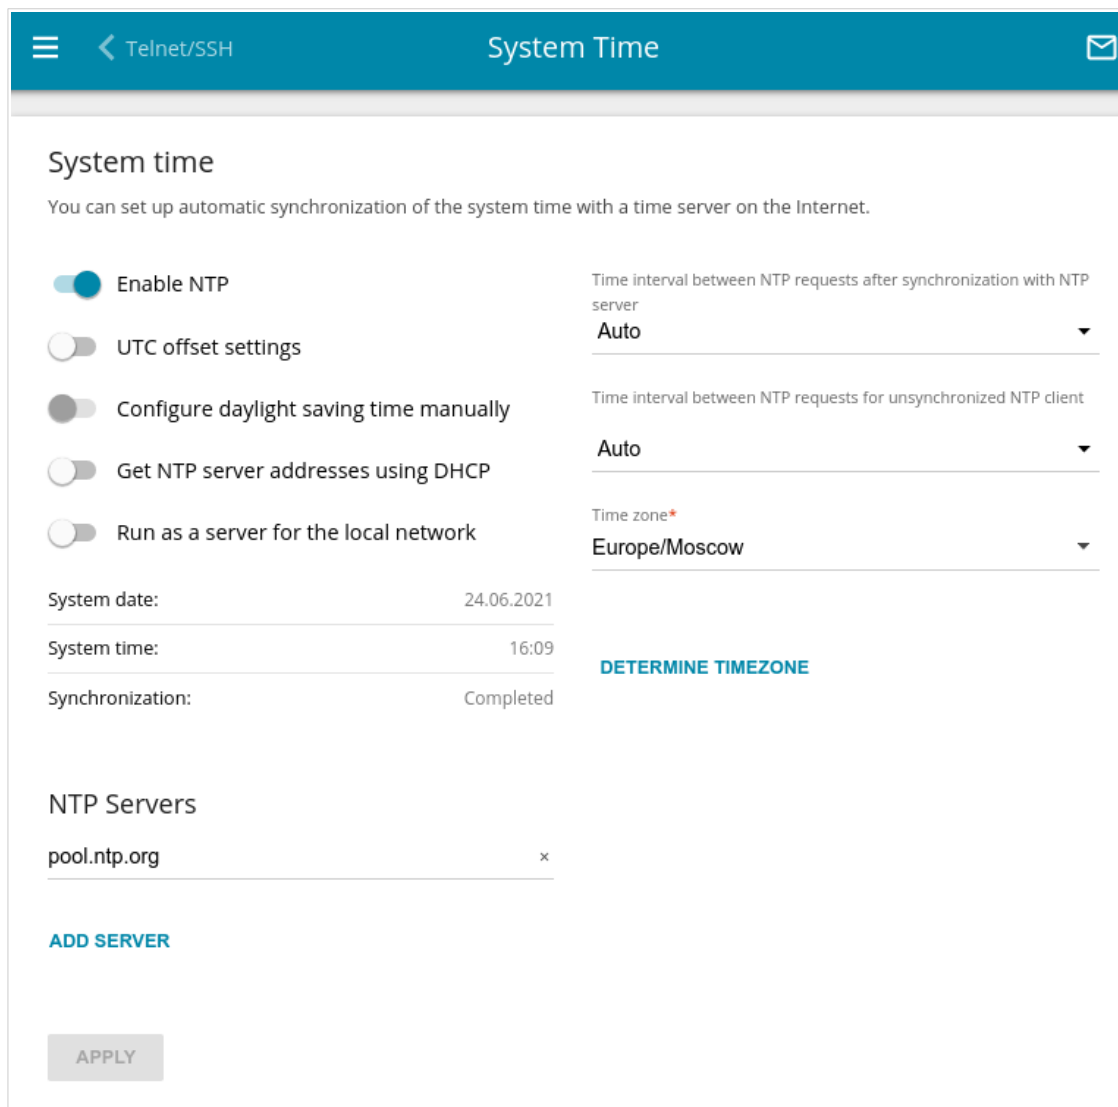 Telnet/SSH
System Time
System time
You can set up automatic synchronization of the system time with a time server on the Internet.
Enable NTP
UTC offset settings
Configure daylight saving time manually
Get NTP server addresses using DHCP
Run as a server for the local network
System date: 24.06.2021
System time: 16:09
Synchronization: Completed
Time interval between NTP requests after synchronization with NTP
server
Auto
Time interval between NTP requests for unsynchronized NTP client
Auto
Time zone*
Europe/Moscow
DETERMINE TIMEZONE
NTP Servers
pool.ntp.org ×
ADD SERVER
APPLY